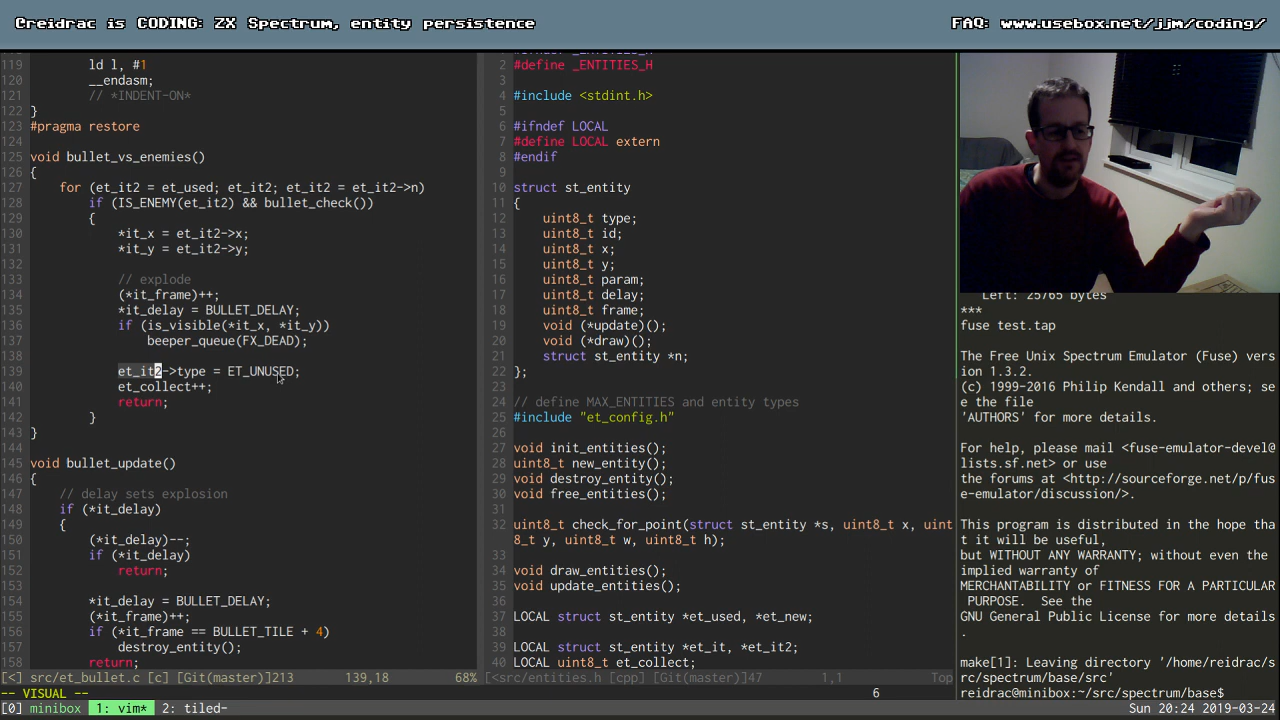 Creidrac is CODING: ZX Spectrum, entity persistence
FAQ: www.usebox.net/jjm/coding/
119 ld l, #1
120 __endasm;
121 // *INDENT-ON*
122 }
123 #pragma restore
124
125 void bullet_vs_enemies()
126 {
127 for (et_it2 = et_used; et_it2; et_it2 = et_it2->n)
128 if (IS_ENEMY(et_it2) && bullet_check())
129 {
130 *it_x = et_it2->x;
131 *it_y = et_it2->y;
132
133 // explode
134 (*it_frame)++;
135 *it_delay = BULLET_DELAY;
136 if (is_visible(*it_x, *it_y))
137 beeper_queue(FX_DEAD);
138
139 et_it2->type = ET_UNUSED;
140 et_collect++;
141 return;
142 }
143 }
144
145 void bullet_update()
146 {
147 // delay sets explosion
148 if (*it_delay)
149 {
150 (*it_delay)--;
151 if (*it_delay)
152 return;
153
154 *it_delay = BULLET_DELAY;
155 (*it_frame)++;
156 if (*it_frame == BULLET_TILE + 4)
157 destroy_entity();
158 return;
[<] src/et_bullet.c [c] [Git(master)]213 139,18 68%
2 #define _ENTITIES_H
3
4 #include <stdint.h>
5
6 #ifndef LOCAL
7 #define LOCAL extern
8 #endif
9
10 struct st_entity
11 {
12 uint8_t type;
13 uint8_t id;
14 uint8_t x;
15 uint8_t y;
16 uint8_t param;
17 uint8_t delay;
18 uint8_t frame;
19 void (*update)();
20 void (*draw)();
21 struct st_entity *n;
22 };
23
24 // define MAX_ENTITIES and entity types
25 #include "et_config.h"
26
27 void init_entities();
28 uint8_t new_entity();
29 void destroy_entity();
30 void free_entities();
31
32 uint8_t check_for_point(struct st_entity *s, uint8_t x, uint
8_t y, uint8_t w, uint8_t h);
33
34 void draw_entities();
35 void update_entities();
36
37 LOCAL struct st_entity *et_used, *et_new;
38
39 LOCAL struct st_entity *et_it, *et_it2;
40 LOCAL uint8_t et_collect;
[<src/entities.h [cpp] [Git(master)]47 1,1 Top
-- VISUAL -- 6
Left: 25765 bytes
***
fuse test.tap

The Free Unix Spectrum Emulator (Fuse) vers
ion 1.3.2.
(c) 1999-2016 Philip Kendall and others; se
e the file
'AUTHORS' for more details.

For help, please mail <fuse-emulator-devel@
lists.sf.net> or use
the forums at <http://sourceforge.net/p/fus
e-emulator/discussion/>.

This program is distributed in the hope tha
t it will be useful,
but WITHOUT ANY WARRANTY; without even the
implied warranty of
MERCHANTABILITY or FITNESS FOR A PARTICULAR
PURPOSE.  See the
GNU General Public License for more details
.

make[1]: Leaving directory '/home/reidrac/s
rc/spectrum/base/src'
reidrac@minibox:~/src/spectrum/base$
[0] minibox 1: vim* 2: tiled- Sun 20:24 2019-03-24